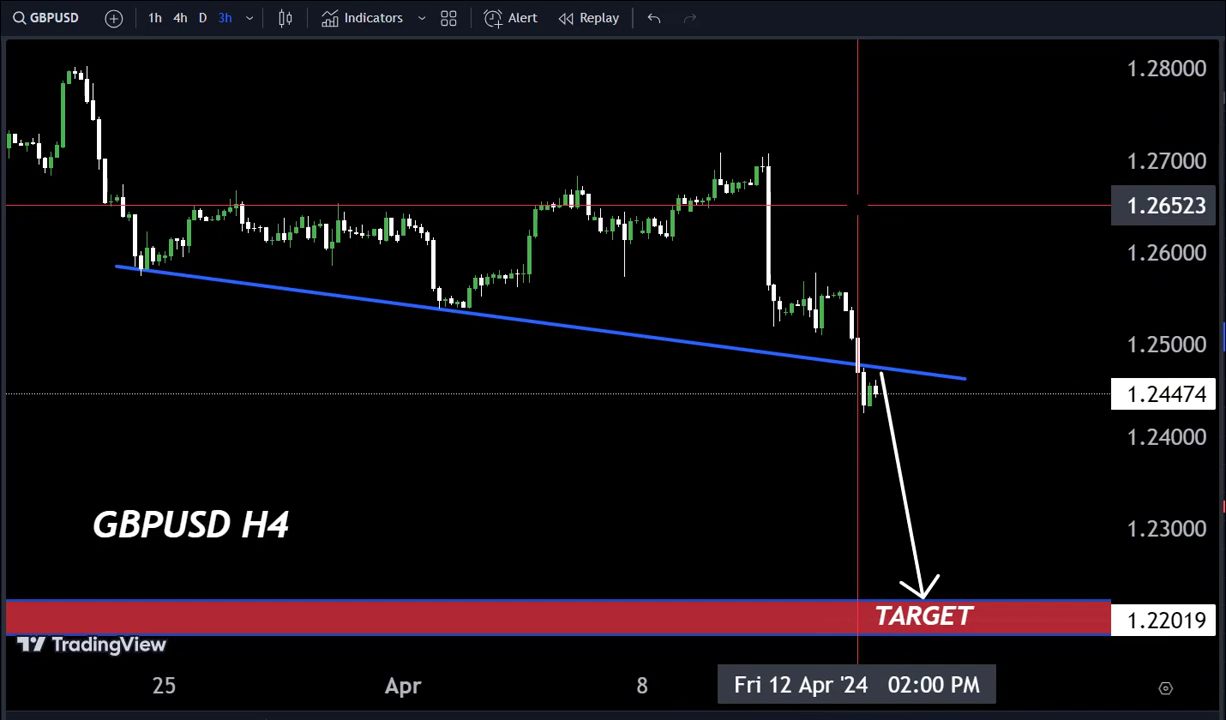 GBPUSD 1h 4h D 3h Indicators Alert Replay
1.28000
1.27000
1.26523
1.26000
1.25000
1.24474
1.24000
GBPUSD H4
1.23000
TARGET
1.22019
TradingView
25 Apr 8 Fri 12 Apr '24 02:00 PM